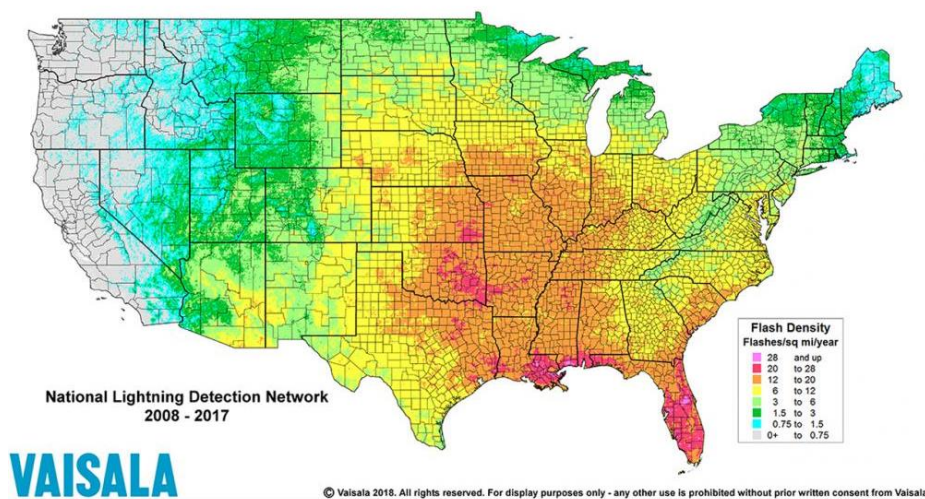 Flash Density
Flashes/sq mi/year
28 and up
20 to 28
12 to 20
6 to 12
3 to 6
1.5 to 3
0.75 to 1.5
0+ to 0.75
National Lightning Detection Network
2008 - 2017
VAISALA
© Vaisala 2018. All rights reserved. For display purposes only - any other use is prohibited without prior written consent from Vaisala